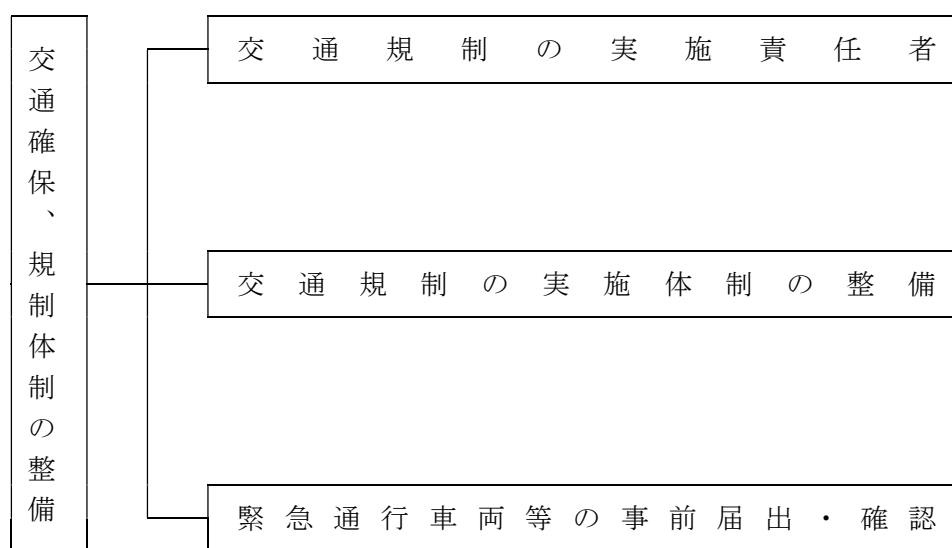 交通確保、規制体制の整備
交通規制の実施責任者
交通規制の実施体制の整備
緊急通行車両等の事前届出・確認